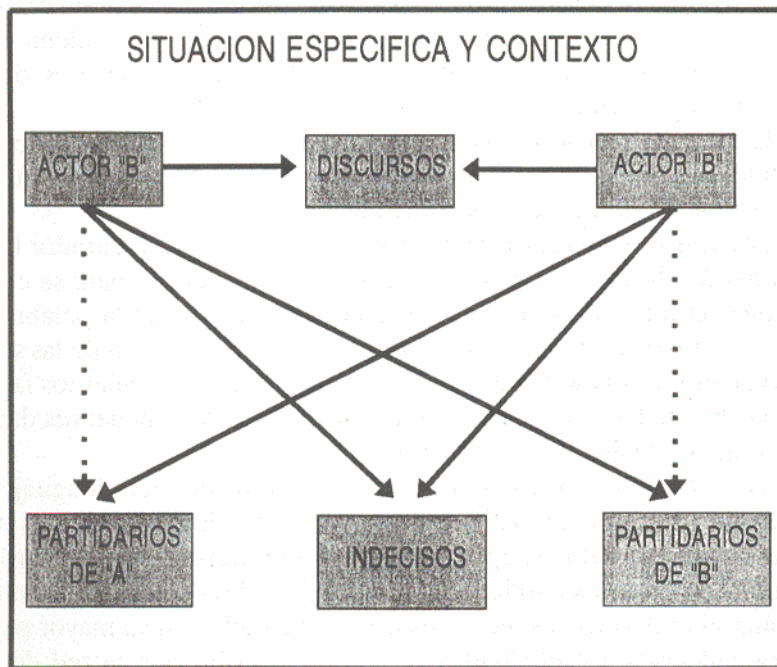 SITUACION ESPECIFICA Y CONTEXTO
ACTOR "B"
DISCURSOS
ACTOR "B"
PARTIDARIOS
DE "A"
INDECISOS
PARTIDARIOS
DE "B"